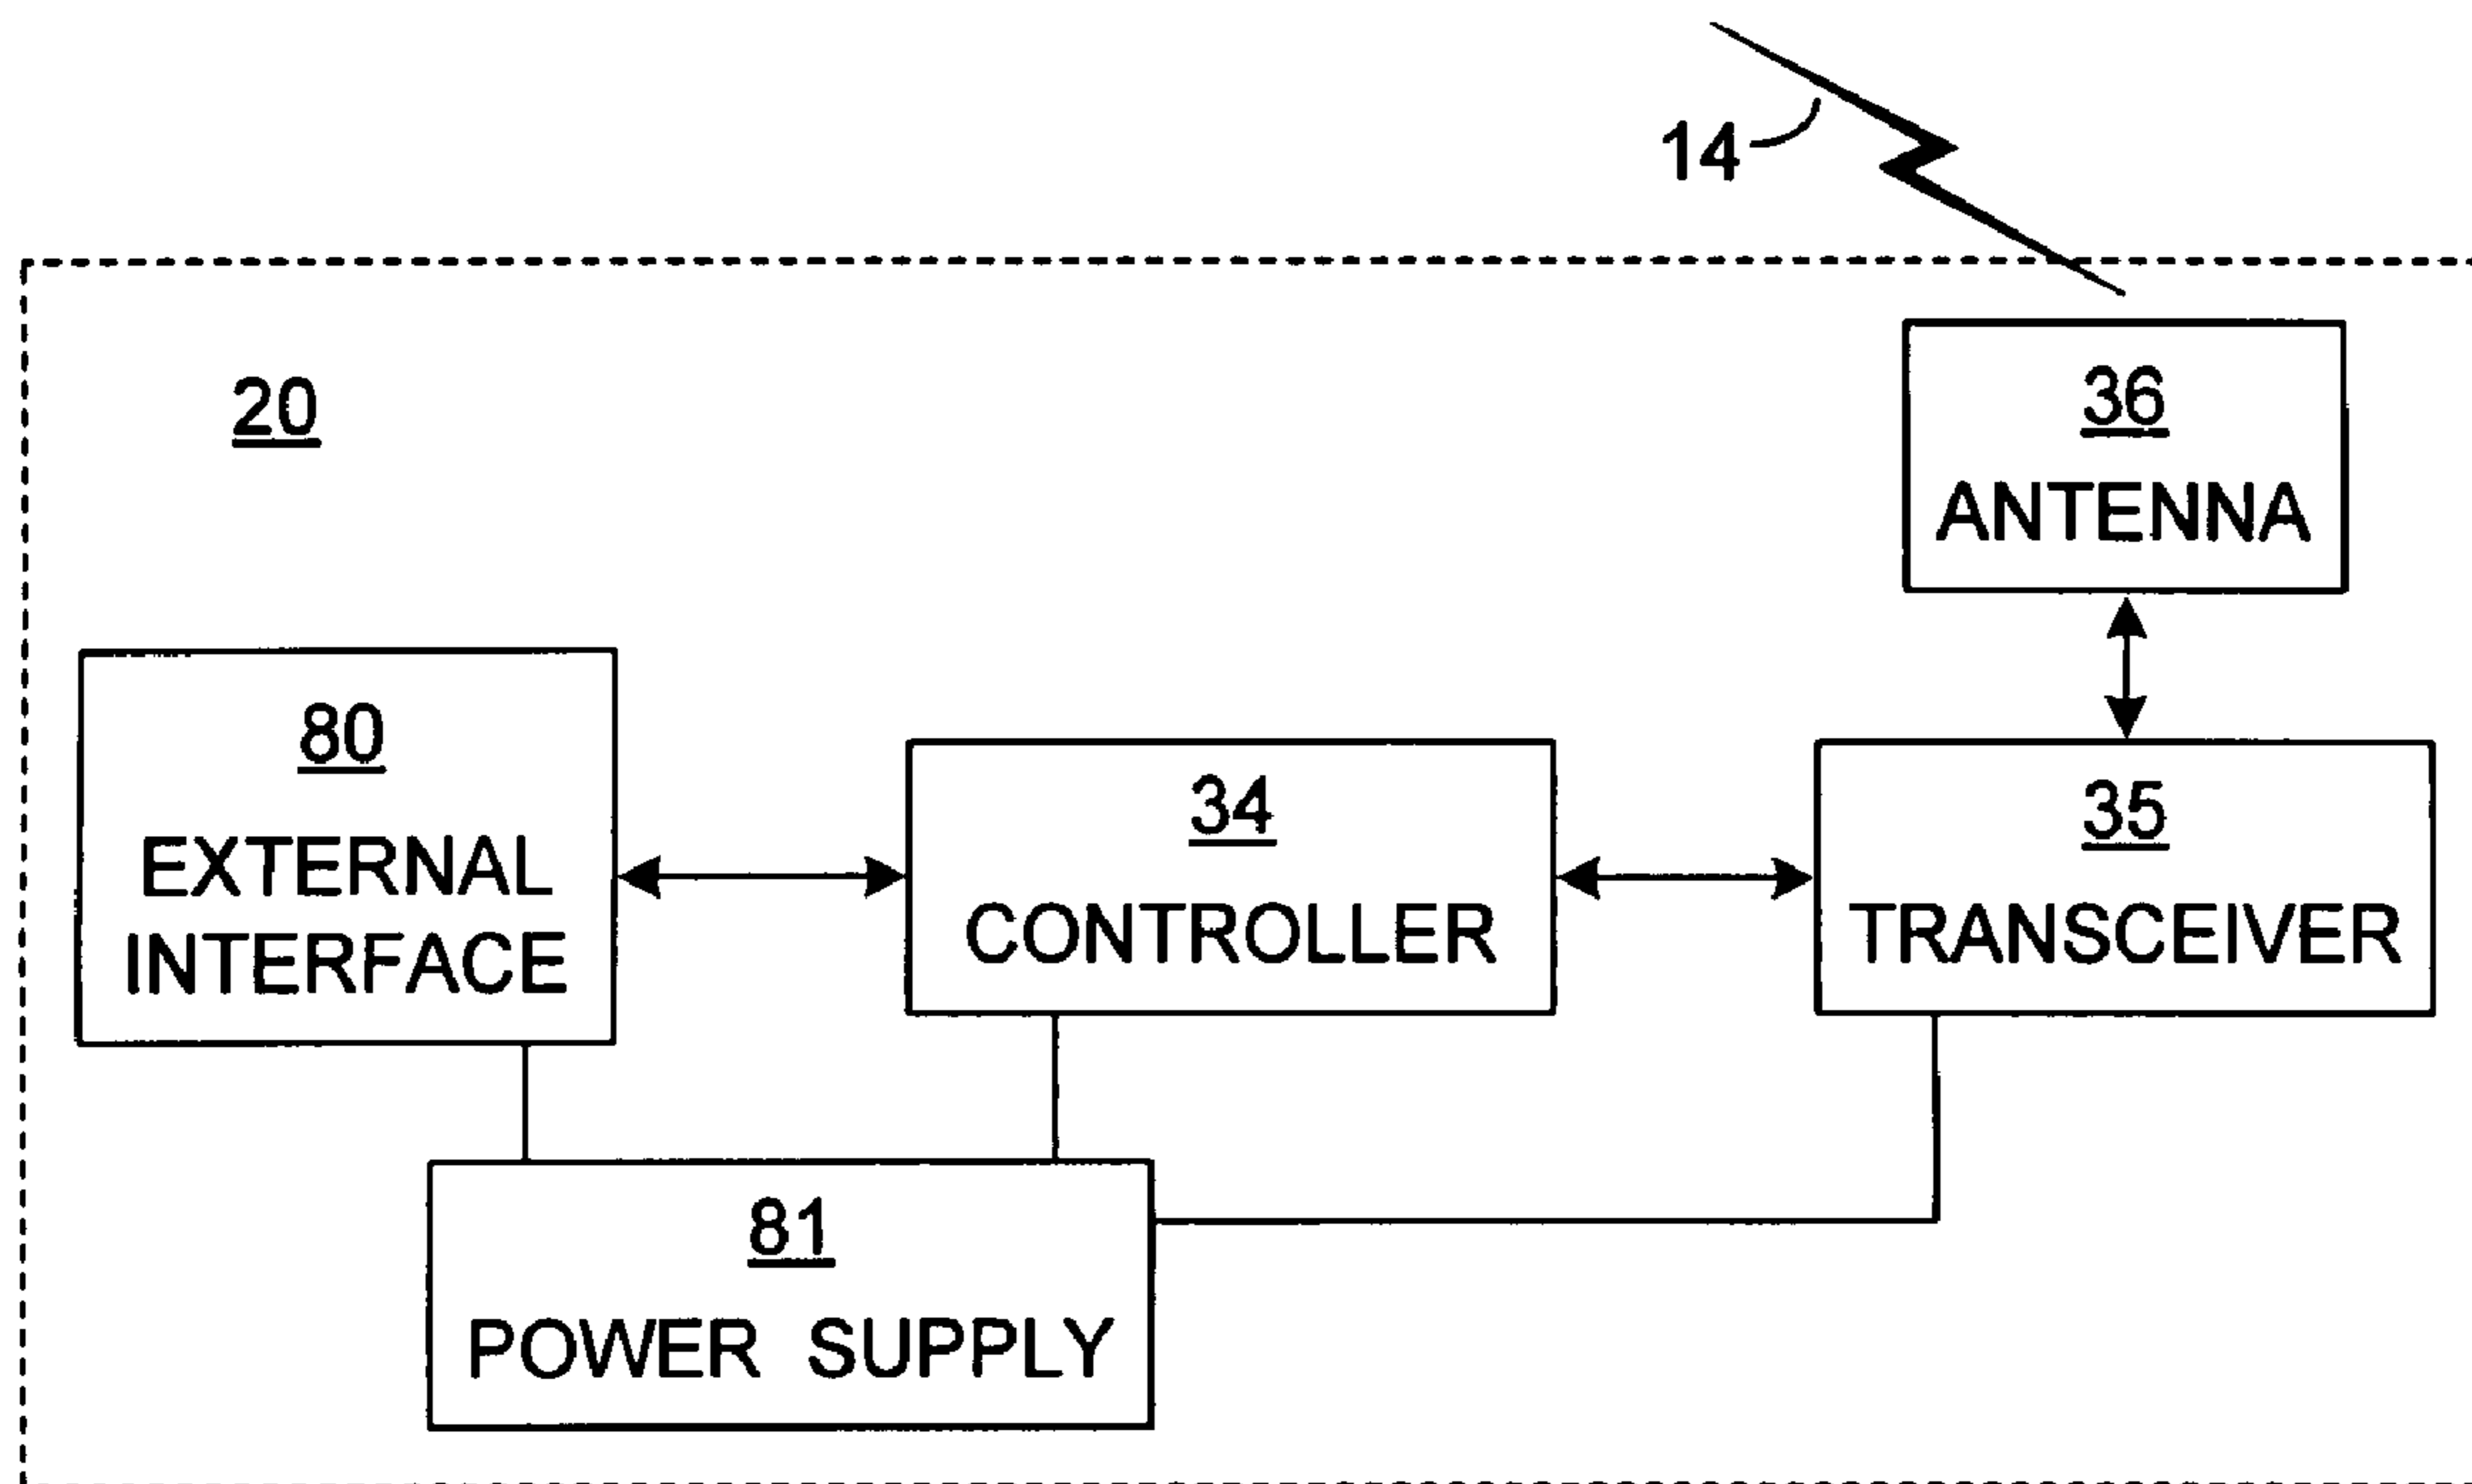 14
20
36
ANTENNA
80
EXTERNAL
INTERFACE
34
CONTROLLER
35
TRANSCEIVER
81
POWER SUPPLY